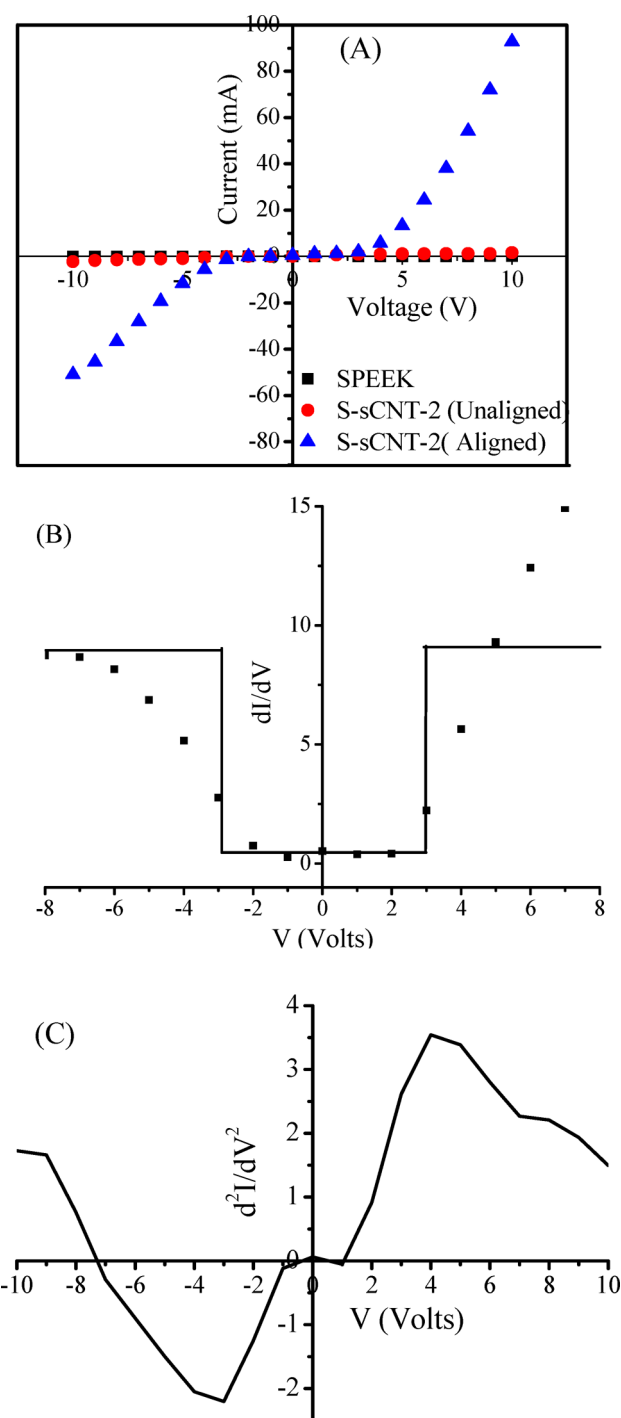 (A)
Current (mA)
100
80
60
40
20
0
-20
-40
-60
-80
-10
-5
0
5
10
Voltage (V)
SPEEK
S-sCNT-2 (Unaligned)
S-sCNT-2( Aligned)
(B)
dI/dV
15
10
5
0
-8 -6 -4 -2 0 2 4 6 8
V (Volts)
(C)
d²I/dV²
4
3
2
1
0
-1
-2
-10 -8 -6 -4 -2 0 2 4 6 8 10
V (Volts)